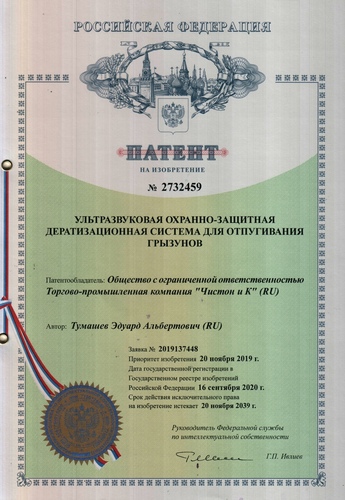 РОССИЙСКАЯ ФЕДЕРАЦИЯ
ПАТЕНТ
НА ИЗОБРЕТЕНИЕ
№ 2732459
УЛЬТРАЗВУКОВАЯ ОХРАННО-ЗАЩИТНАЯ
ДЕРАТИЗАЦИОННАЯ СИСТЕМА ДЛЯ ОТПУГИВАНИЯ
ГРЫЗУНОВ
Патентообладатель: Общество с ограниченной ответственностью
Торгово-промышленная компания "Чистон и К" (RU)
Автор: Тумашев Эдуард Альбертович (RU)
Заявка № 2019137448
Приоритет изобретения 20 ноября 2019 г.
Дата государственной регистрации в
Государственном реестре изобретений
Российской Федерации 16 сентября 2020 г.
Срок действия исключительного права
на изобретение истекает 20 ноября 2039 г.
Руководитель Федеральной службы
по интеллектуальной собственности
Г.П. Ивлиев